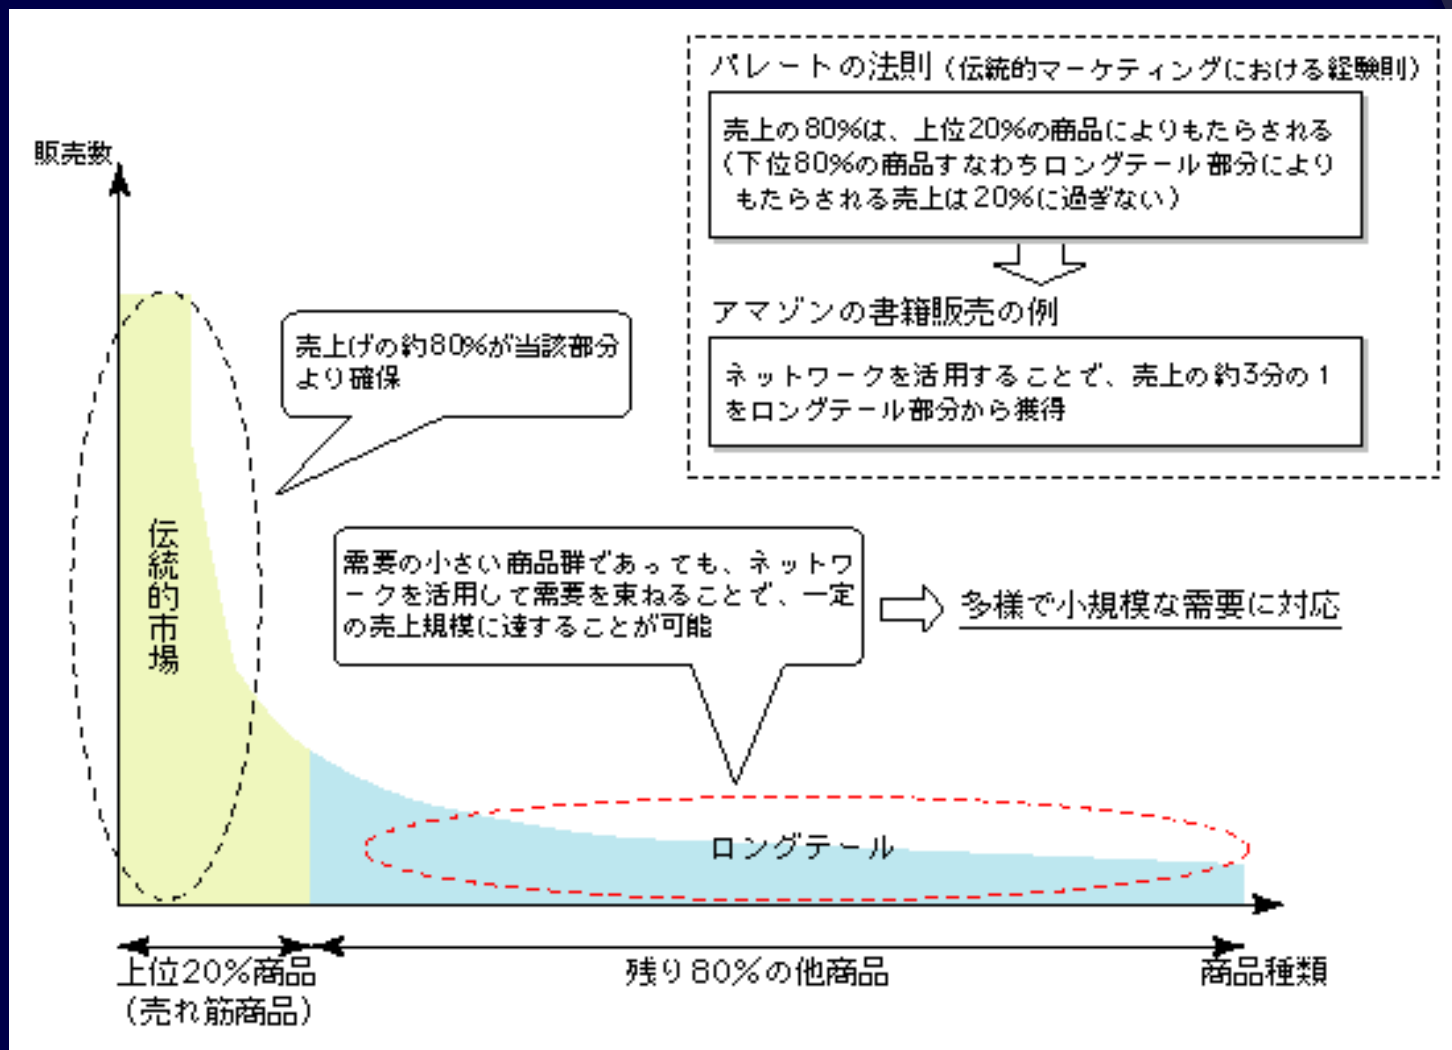 パレートの法則（伝統的マーケティングにおける経験則）
売上の80%は、上位20%の商品によりもたらされる
（下位80%の商品すなわちロングテール部分により
もたらされる売上は20%に過ぎない）
アマゾンの書籍販売の例
ネットワークを活用することで、売上の約3分の1
をロングテール部分から獲得
販売数
売上げの約80%が当該部分
より確保
伝統的市場
需要の小さい商品群であっても、ネットワ
ークを活用して需要を束ねることで、一定
の売上規模に達することが可能
多様で小規模な需要に対応
ロングテール
上位20%商品
（売れ筋商品）
残り80%の他商品
商品種類